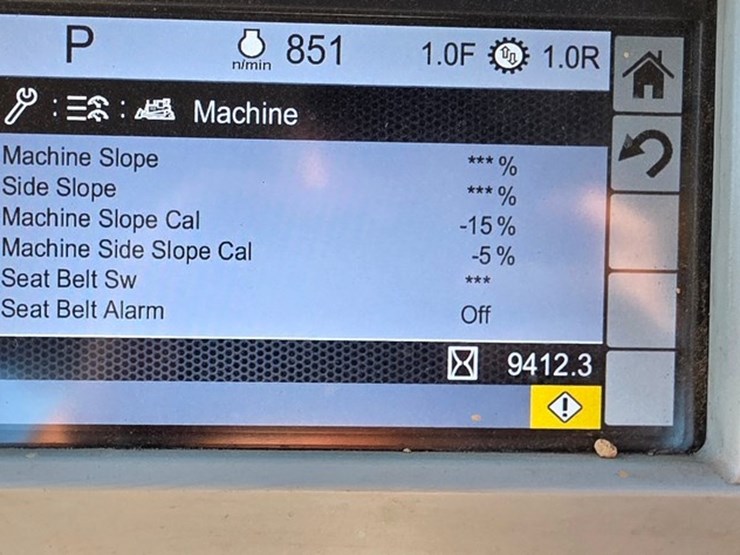 P n/min 851 1.0F 1.0R
: : Machine
Machine Slope *** %
Side Slope *** %
Machine Slope Cal -15 %
Machine Side Slope Cal -5 %
Seat Belt Sw ***
Seat Belt Alarm Off
9412.3
!